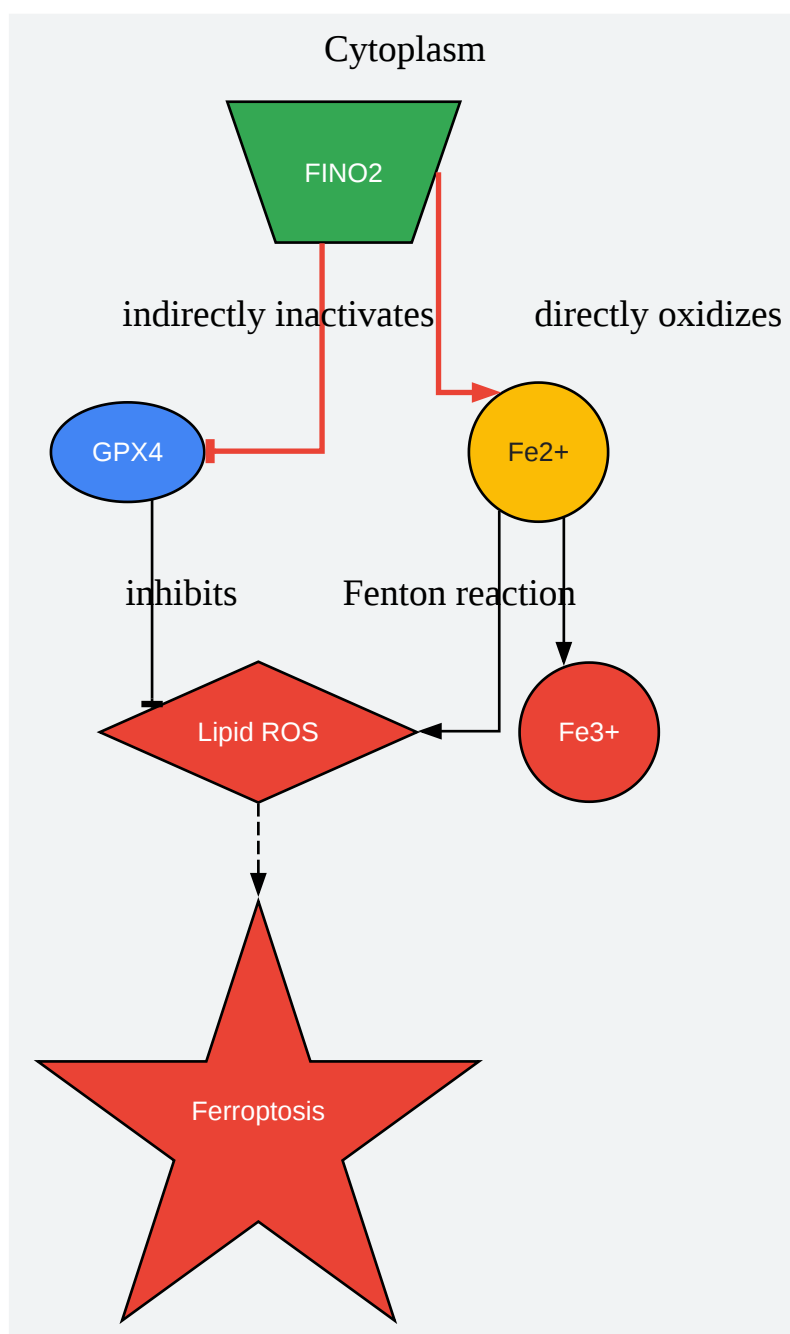 Cytoplasm
FINO2
indirectly inactivates
directly oxidizes
GPX4
Fe2+
inhibits
Fenton reaction
Lipid ROS
Fe3+
Ferroptosis